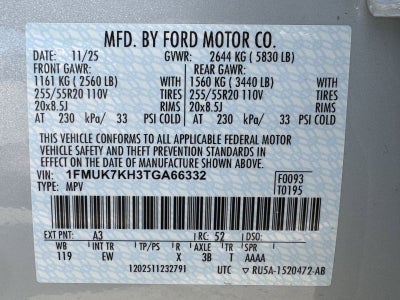 MFD. BY FORD MOTOR CO.
DATE: 11/25 GVWR: 2644 KG ( 5830 LB)
FRONT GAWR: REAR GAWR:
1161 KG ( 2560 LB) WITH 1560 KG ( 3440 LB) WITH
255/55R20 110V TIRES 255/55R20 110V TIRES
20x8.5J RIMS 20x8.5J RIMS
AT 230 kPa/ 33 PSI COLD AT 230 kPa/ 33 PSI COLD
THIS VEHICLE CONFORMS TO ALL APPLICABLE FEDERAL MOTOR
VEHICLE SAFETY AND THEFT PREVENTION STANDARDS IN
EFFECT ON THE DATE OF MANUFACTURE SHOWN ABOVE.
VIN: 1FMUK7KH3TGA66332 F0093
TYPE: MPV T0195
EXT PNT: A3 RC: 52
WB INT TR TP/PS R AXLE TR SPR
119 EW X 3B T AAAA
1202511232791 UTC RU5A-1520472-AB